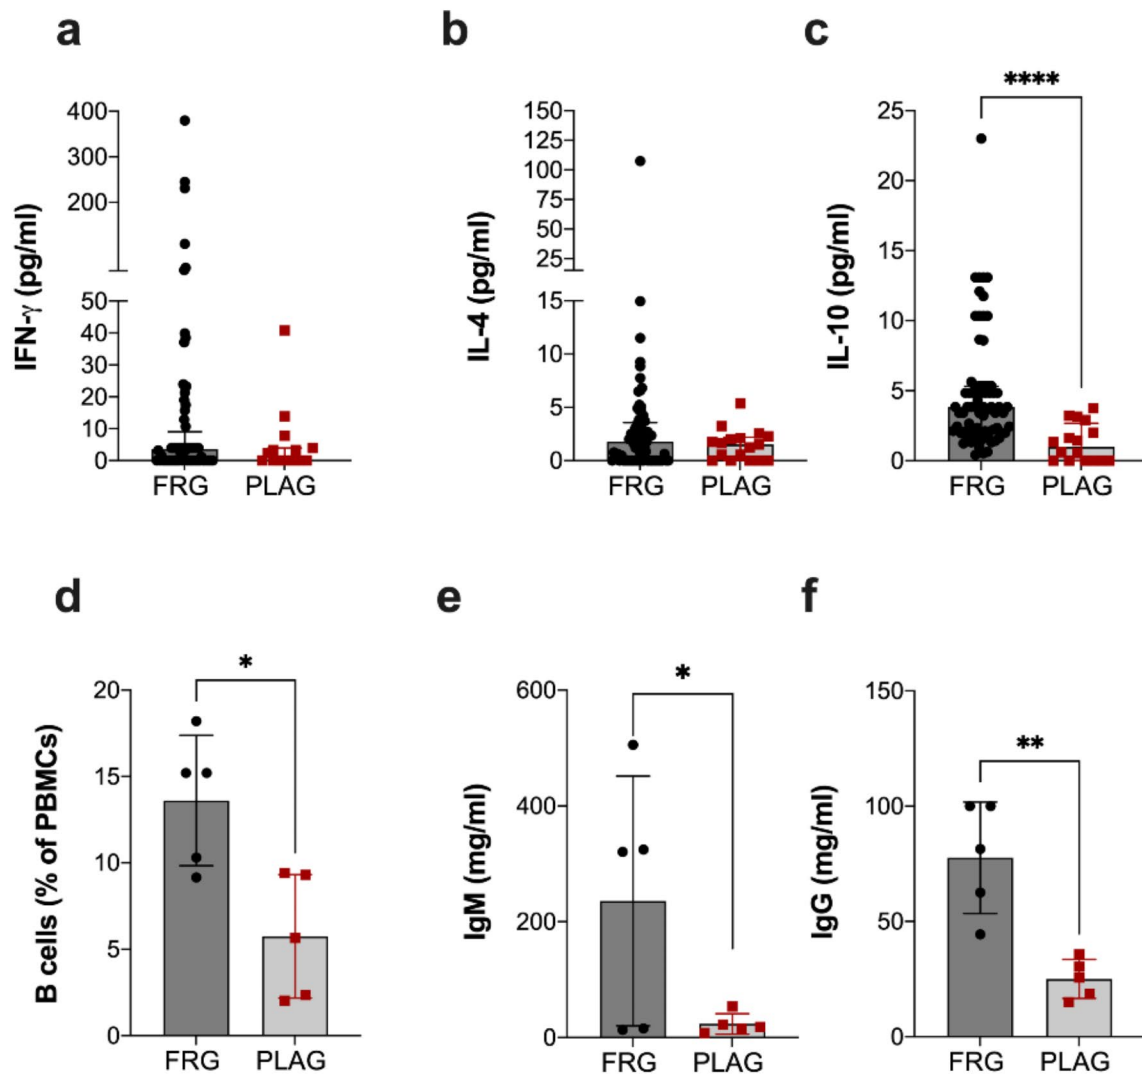 a
IFN-γ (pg/ml)
400
300
200
50
40
30
20
10
0
FRG PLAG
b
IL-4 (pg/ml)
150
125
100
75
50
25
15
10
5
0
FRG PLAG
c
****
IL-10 (pg/ml)
25
20
15
10
5
0
FRG PLAG
d
*
B cells (% of PBMCs)
20
15
10
5
0
FRG PLAG
e
*
IgM (mg/ml)
600
400
200
0
FRG PLAG
f
**
IgG (mg/ml)
150
100
50
0
FRG PLAG